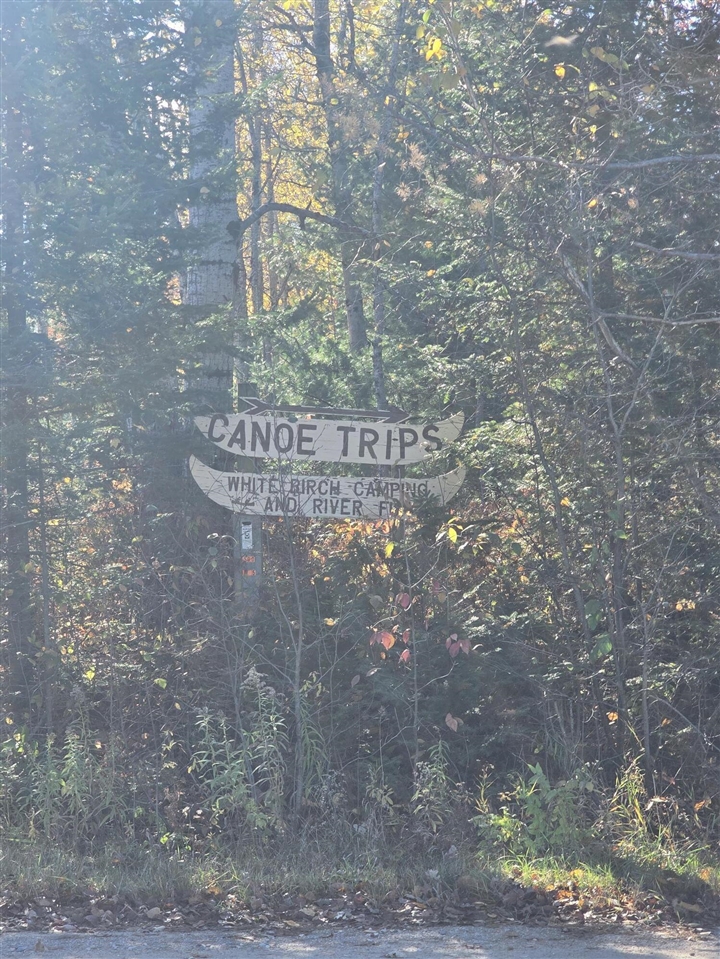 CANOE TRIPS
WHITE BIRCH CAMPING
AND RIVER